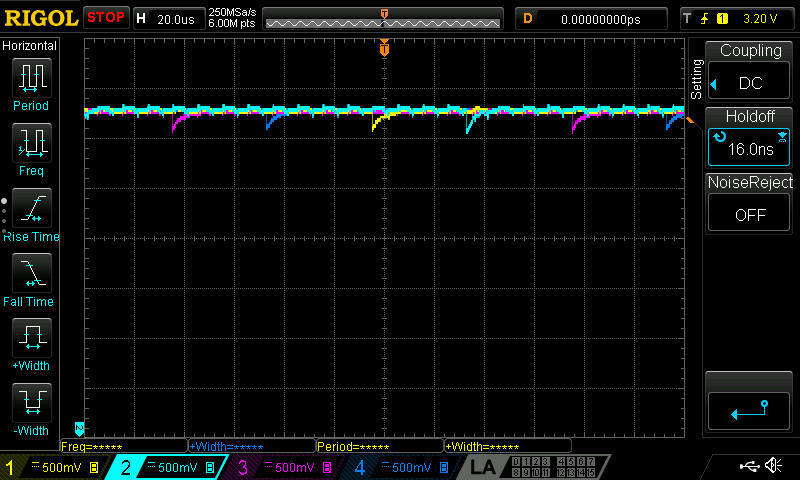 RIGOL STOP H 20.0us 250MSa/s 6.00M pts T D 0.00000000ps T 1 3.20 V
Horizontal
Period
Freq
Rise Time
Fall Time
+Width
-Width
T
2
Setting
Coupling
DC
Holdoff
16.0ns
NoiseReject
OFF
Freq=***** +Width=***** Period=***** +Width=*****
1 500mV B 2 500mV B 3 500mV B 4 500mV B LA 0 1 2 3 4 5 6 7
8 9 10 11 12 13 14 15